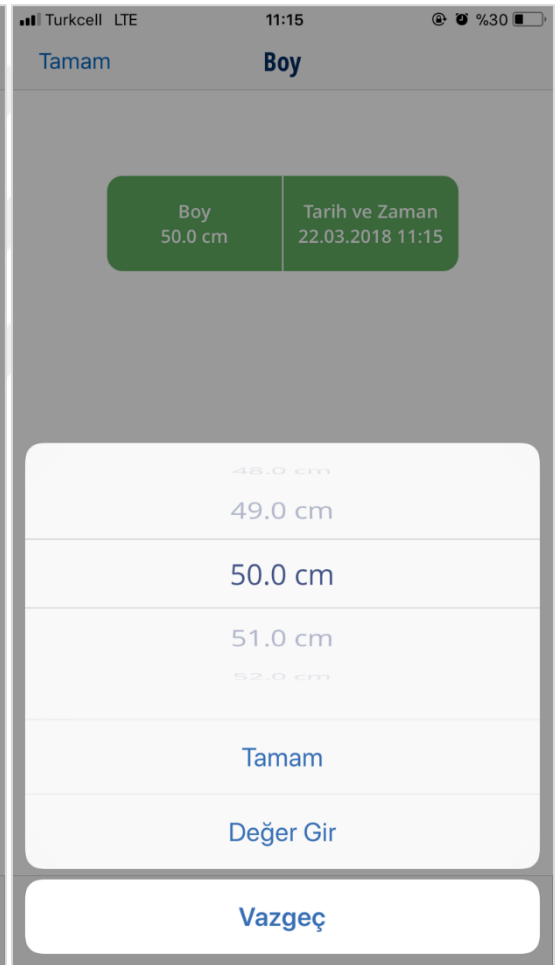 Turkcell LTE 11:15 %30
Tamam Boy
Boy
50.0 cm
Tarih ve Zaman
22.03.2018 11:15
48.0 cm
49.0 cm
50.0 cm
51.0 cm
52.0 cm
Tamam
Değer Gir
Vazgeç